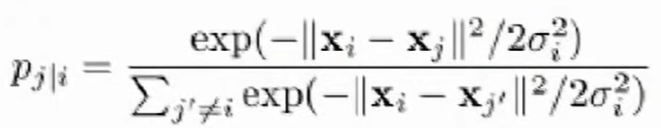 p_{j|i} = \frac{\exp(-\|\mathbf{x}_i - \mathbf{x}_j\|^2/2\sigma_i^2)}{\sum_{j' \neq i} \exp(-\|\mathbf{x}_i - \mathbf{x}_{j'}\|^2/2\sigma_i^2)}